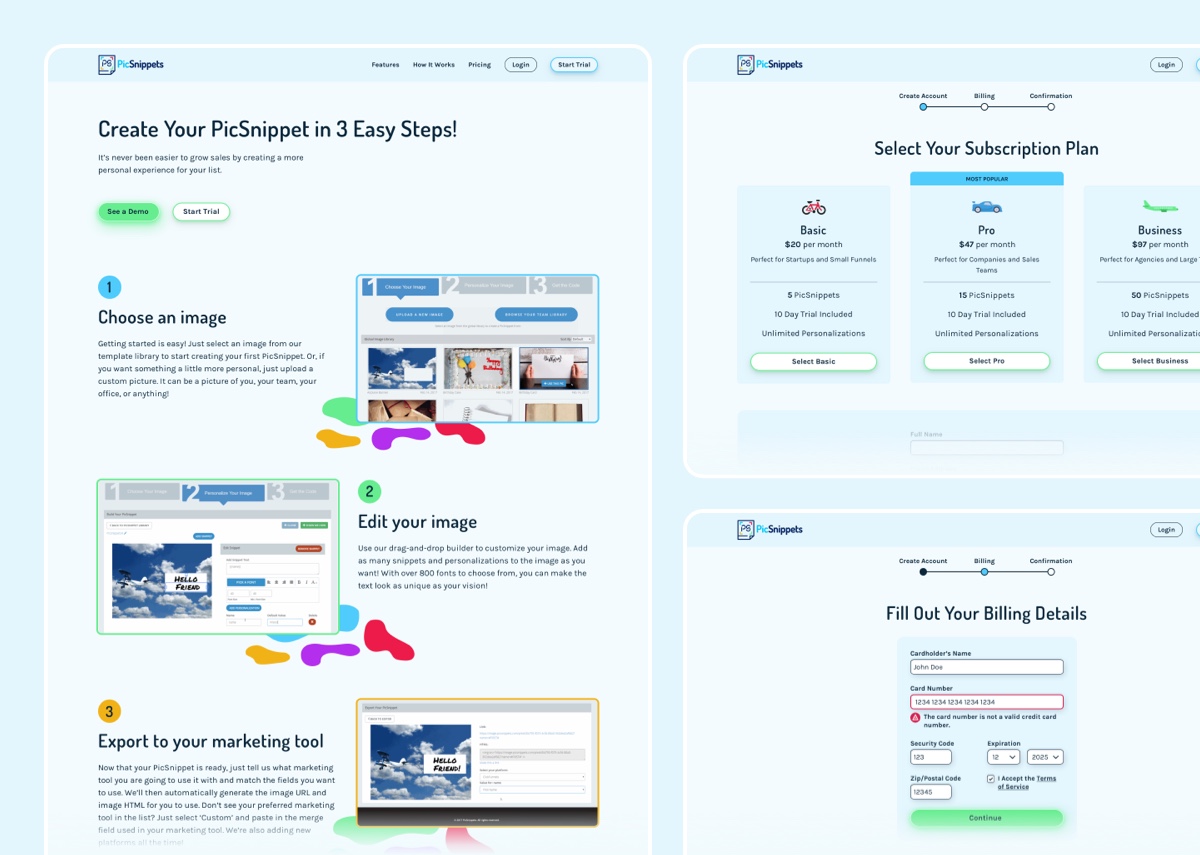 PS PicSnippets
Features How It Works Pricing Login Start Trial
Create Your PicSnippet in 3 Easy Steps!
It's never been easier to grow sales by creating a more
personal experience for your list.
See a Demo Start Trial
1
Choose an image
Getting started is easy! Just select an image from our
template library to start creating your first PicSnippet. Or, if
you want something a little more personal, just upload a
custom picture. It can be a picture of you, your team, your
office, or anything!
1 Choose Your Image 2 Personalize Your Image 3 Get the Code
UPLOAD A NEW IMAGE BROWSE YOUR TEAM LIBRARY
1 Choose Your Image 2 Personalize Your Image 3 Get the Code
HELLO
FRIEND
2
Edit your image
Use our drag-and-drop builder to customize your image. Add
as many snippets and personalizations to the image as you
want! With over 800 fonts to choose from, you can make the
text look as unique as your vision!
3
Export to your marketing tool
Now that your PicSnippet is ready, just tell us what marketing
tool you are going to use it with and match the fields you want
to use. We'll then automatically generate the image URL and
image HTML for you to use. Don't see your preferred marketing
tool in the list? Just select 'Custom' and paste in the merge
field used in your marketing tool. We're also adding new
platforms all the time!
HELLO
FRIEND!
PS PicSnippets
Login
Create Account Billing Confirmation
Select Your Subscription Plan
Basic
$20 per month
Perfect for Startups and Small Funnels
5 PicSnippets
10 Day Trial Included
Unlimited Personalizations
Select Basic
MOST POPULAR
Pro
$47 per month
Perfect for Companies and Sales
Teams
15 PicSnippets
10 Day Trial Included
Unlimited Personalizations
Select Pro
Business
$97 per month
Perfect for Agencies and Large
50 PicSnippets
10 Day Trial Included
Unlimited Personalizations
Select Business
Full Name
PS PicSnippets
Login
Create Account Billing Confirmation
Fill Out Your Billing Details
Cardholder's Name
John Doe
Card Number
1234 1234 1234 1234 1234
The card number is not a valid credit card
number.
Security Code Expiration
123 12 2025
Zip/Postal Code I Accept the Terms
of Service
12345
Continue